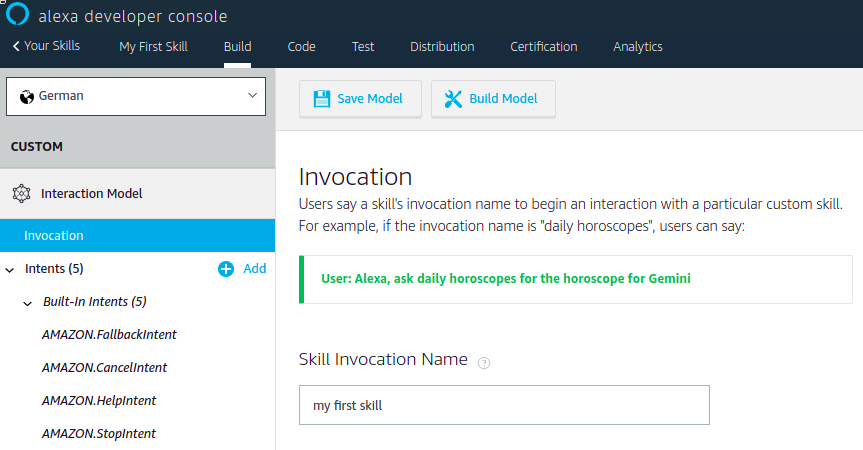 alexa developer console
Your Skills
My First Skill
Build
Code
Test
Distribution
Certification
Analytics
German
Save Model
Build Model
CUSTOM
Interaction Model
Invocation
Intents (5)
Add
Built-In Intents (5)
AMAZON.FallbackIntent
AMAZON.CancelIntent
AMAZON.HelpIntent
AMAZON.StopIntent
Invocation
Users say a skill's invocation name to begin an interaction with a particular custom skill.
For example, if the invocation name is "daily horoscopes", users can say:
User: Alexa, ask daily horoscopes for the horoscope for Gemini
Skill Invocation Name ?
my first skill